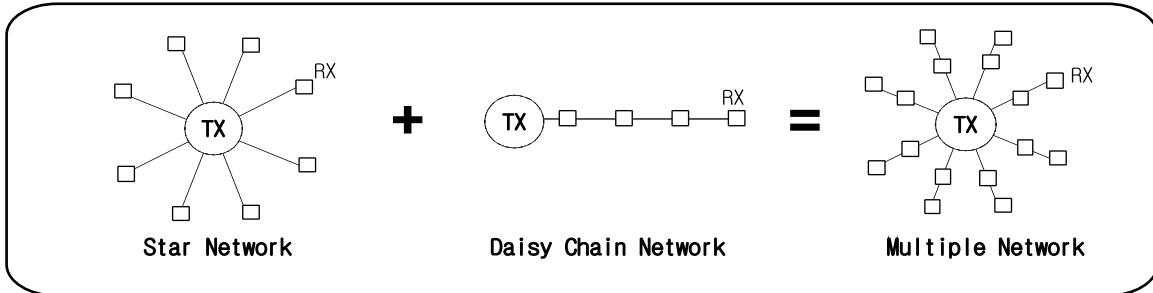 RX
TX
+
TX
RX
=
TX
RX
Star Network
Daisy Chain Network
Multiple Network